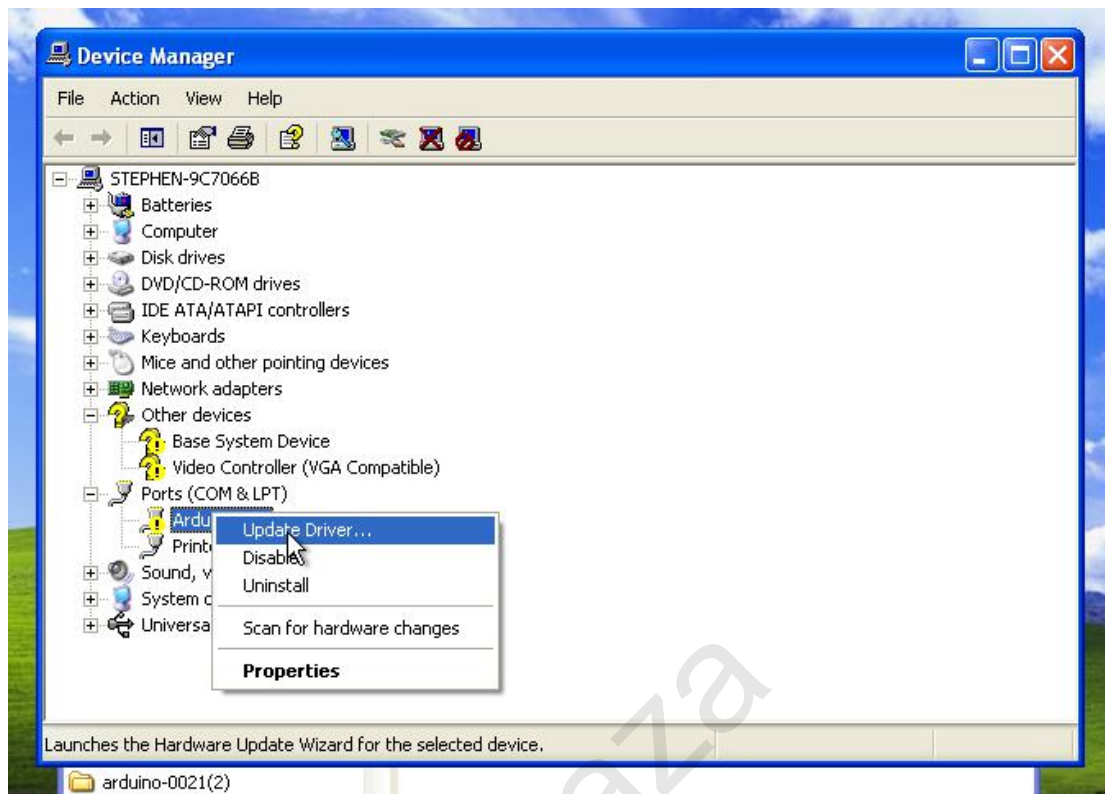 Device Manager
File Action View Help
STEPHEN-9C7066B
Batteries
Computer
Disk drives
DVD/CD-ROM drives
IDE ATA/ATAPI controllers
Keyboards
Mice and other pointing devices
Network adapters
Other devices
Base System Device
Video Controller (VGA Compatible)
Ports (COM & LPT)
Ardu
Update Driver...
Print
Disable
Sound, v
Uninstall
System
Universa
Scan for hardware changes
Properties
Launches the Hardware Update Wizard for the selected device.
aza
arduino-0021(2)